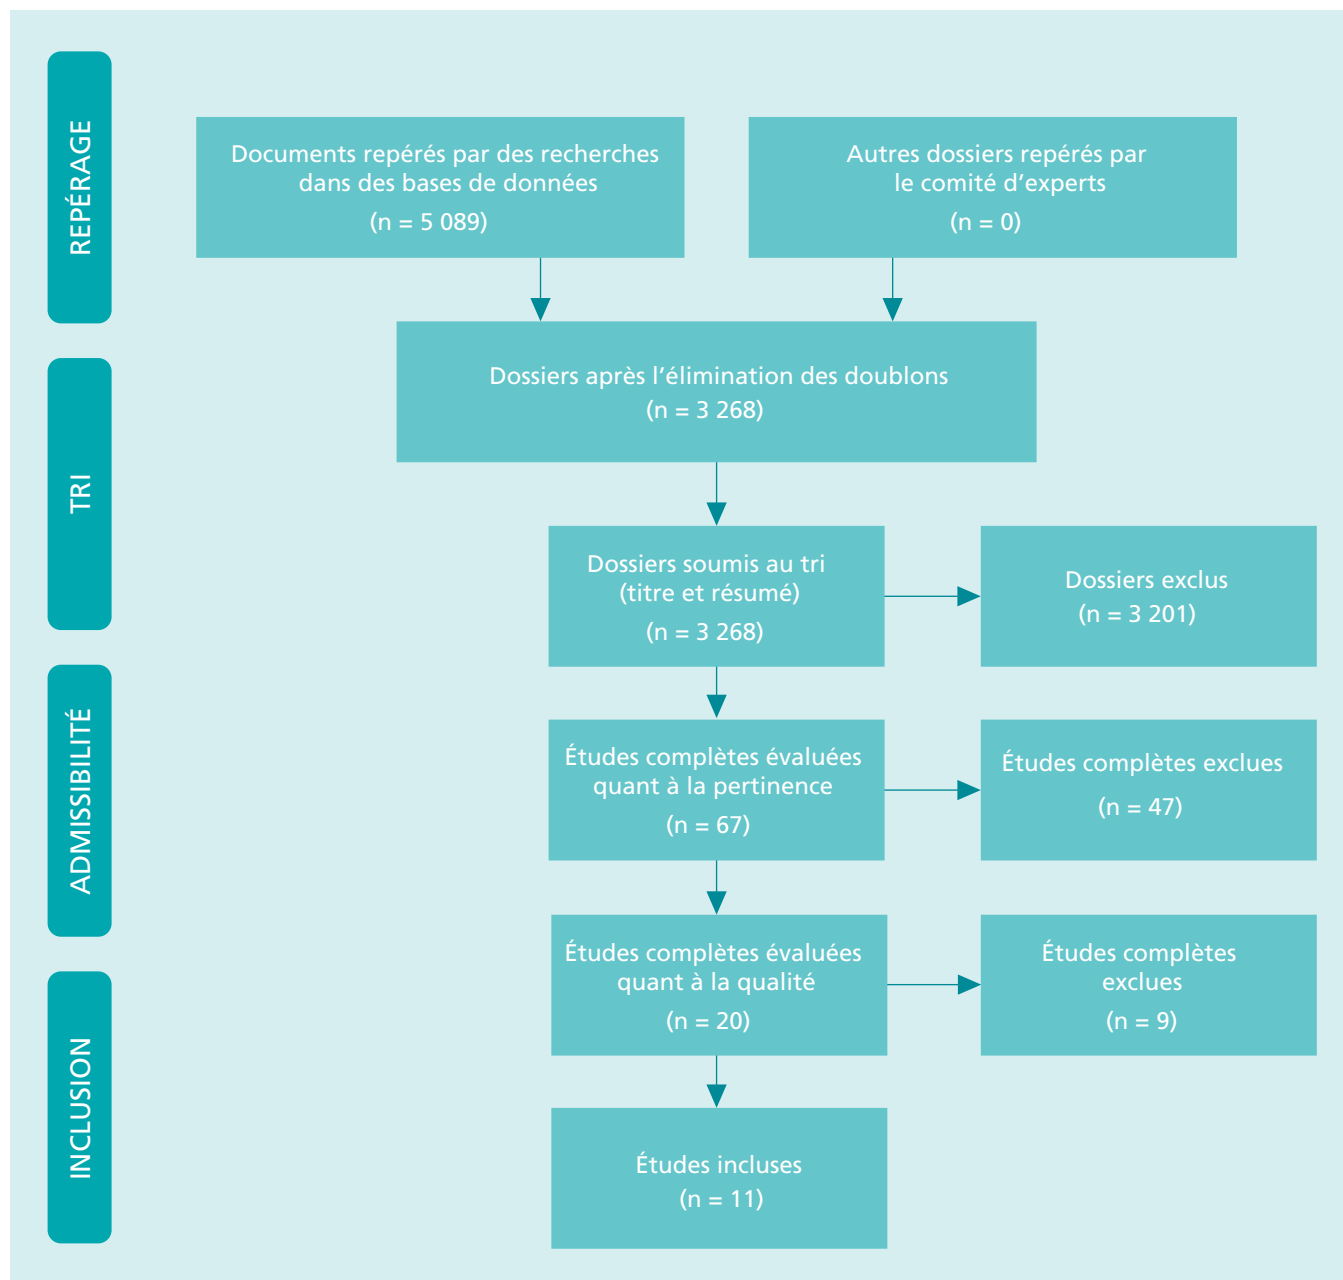 REPÉRAGE
Documents repérés par des recherches
dans des bases de données
(n = 5 089)
Autres dossiers repérés par
le comité d’experts
(n = 0)
Dossiers après l’élimination des doublons
(n = 3 268)
TRI
Dossiers soumis au tri
(titre et résumé)
(n = 3 268)
Dossiers exclus
(n = 3 201)
ADMISSIBILITÉ
Études complètes évaluées
quant à la pertinence
(n = 67)
Études complètes exclues
(n = 47)
Études complètes évaluées
quant à la qualité
(n = 20)
Études complètes
exclues
(n = 9)
INCLUSION
Études incluses
(n = 11)